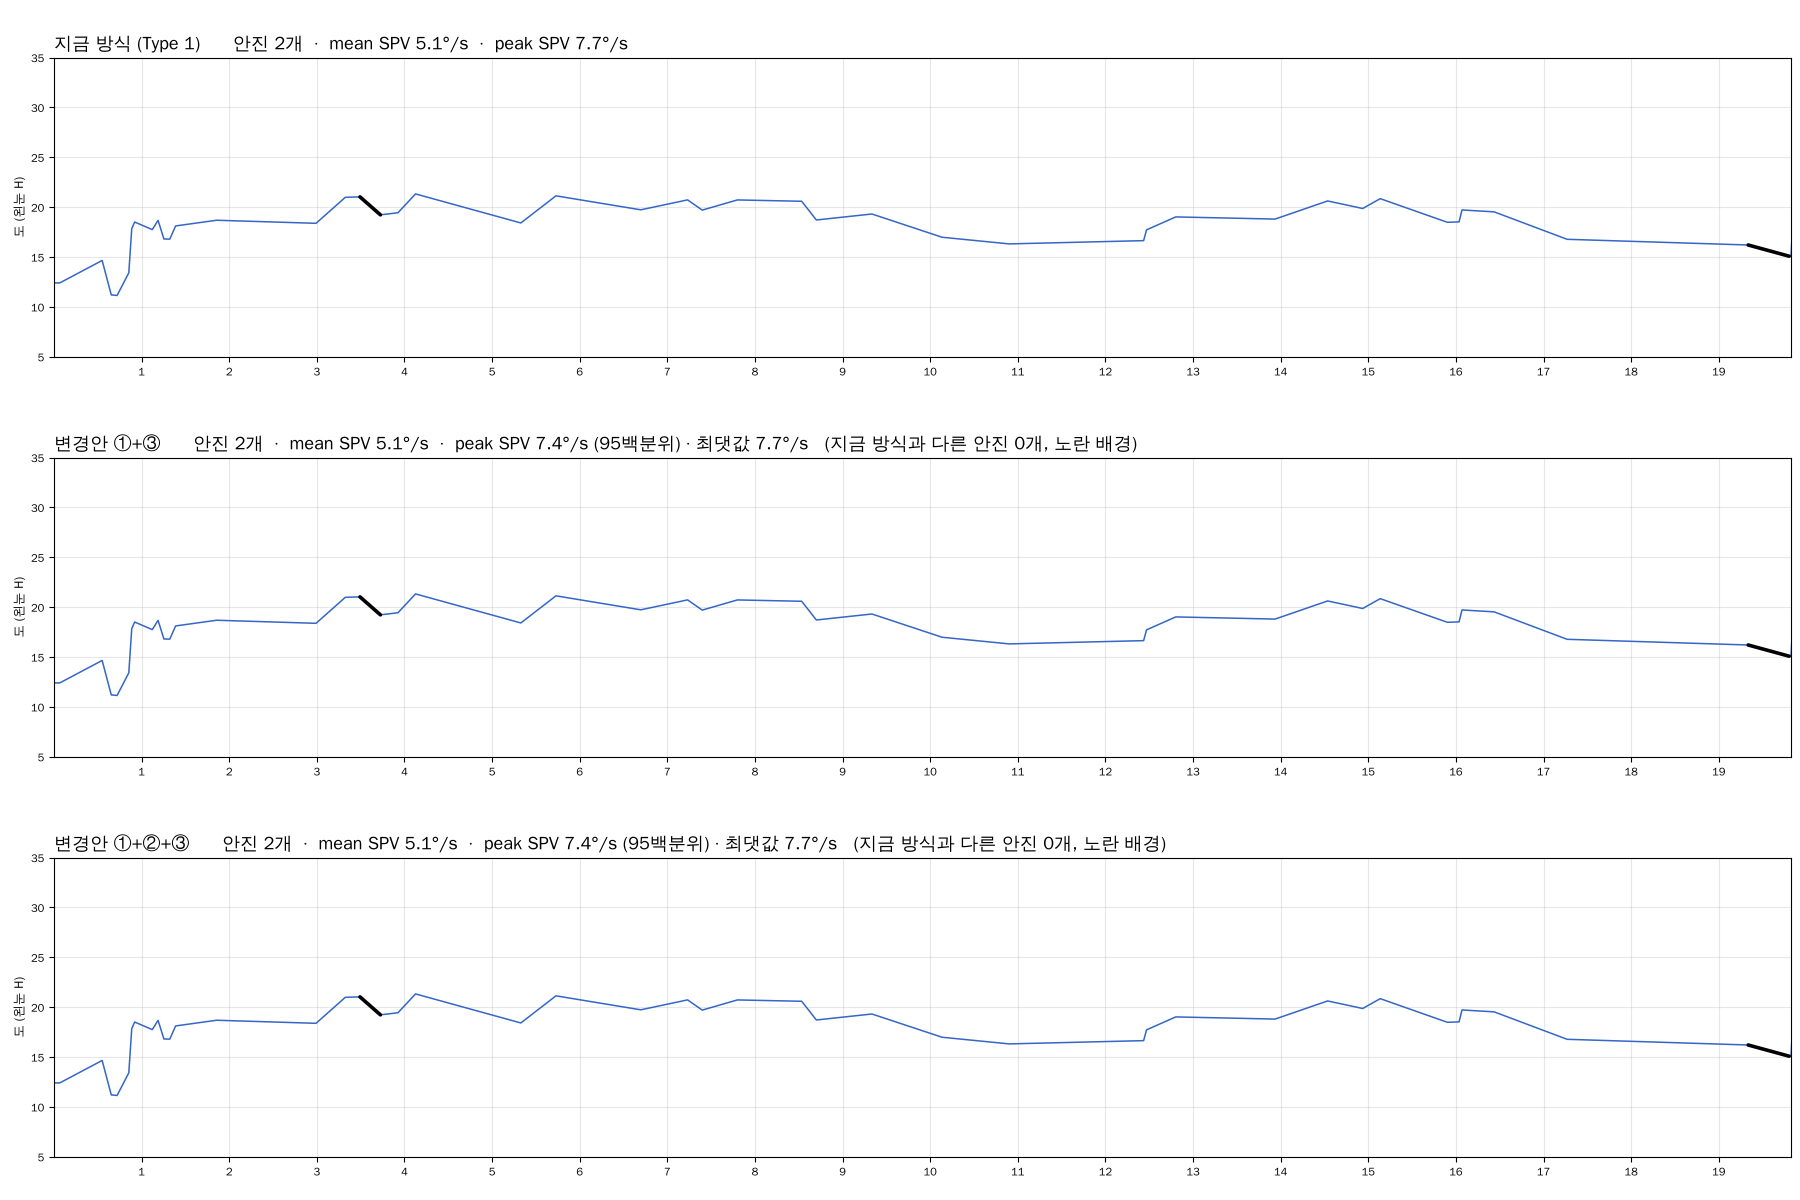 지금 방식 (Type 1) 안진 2개 · mean SPV 5.1°/s · peak SPV 7.7°/s
35
30
25
20
15
10
5
도 (왼눈 H)
1 2 3 4 5 6 7 8 9 10 11 12 13 14 15 16 17 18 19
변경안 ①+③ 안진 2개 · mean SPV 5.1°/s · peak SPV 7.4°/s (95백분위) · 최댓값 7.7°/s (지금 방식과 다른 안진 0개, 노란 배경)
35
30
25
20
15
10
5
도 (왼눈 H)
1 2 3 4 5 6 7 8 9 10 11 12 13 14 15 16 17 18 19
변경안 ①+②+③ 안진 2개 · mean SPV 5.1°/s · peak SPV 7.4°/s (95백분위) · 최댓값 7.7°/s (지금 방식과 다른 안진 0개, 노란 배경)
35
30
25
20
15
10
5
도 (왼눈 H)
1 2 3 4 5 6 7 8 9 10 11 12 13 14 15 16 17 18 19